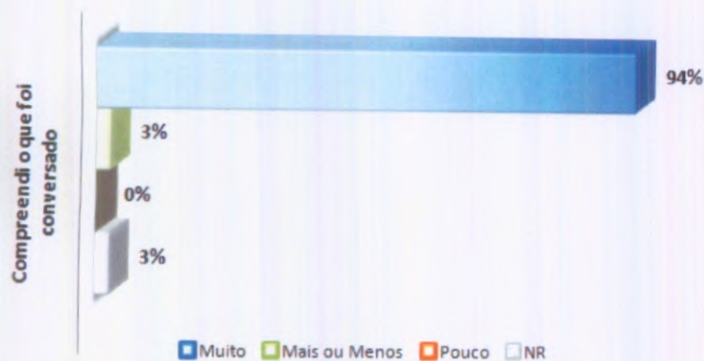 Compreendi o que foi
conversado
94%
3%
0%
3%
Muito Mais ou Menos Pouco NR